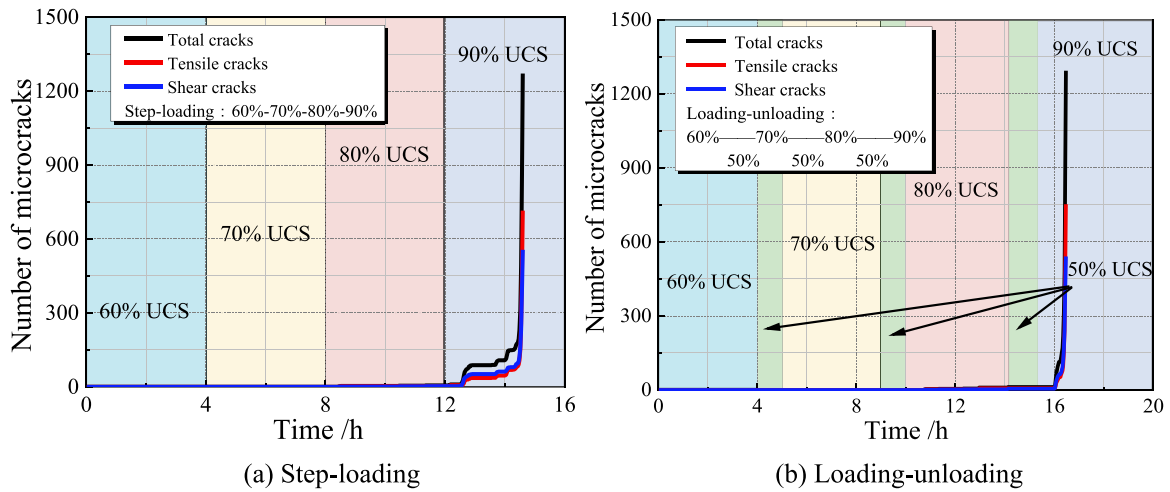 1500
1200
900
600
300
0
Number of microcracks
Total cracks
Tensile cracks
Shear cracks
Step-loading : 60%-70%-80%-90%
60% UCS
70% UCS
80% UCS
90% UCS
0 4 8 12 16
Time /h
(a) Step-loading
1500
1200
900
600
300
0
Number of microcracks
Total cracks
Tensile cracks
Shear cracks
Loading-unloading :
60%——70%——80%——90%
50% 50% 50%
60% UCS
70% UCS
80% UCS
90% UCS
50% UCS
0 4 8 12 16 20
Time /h
(b) Loading-unloading